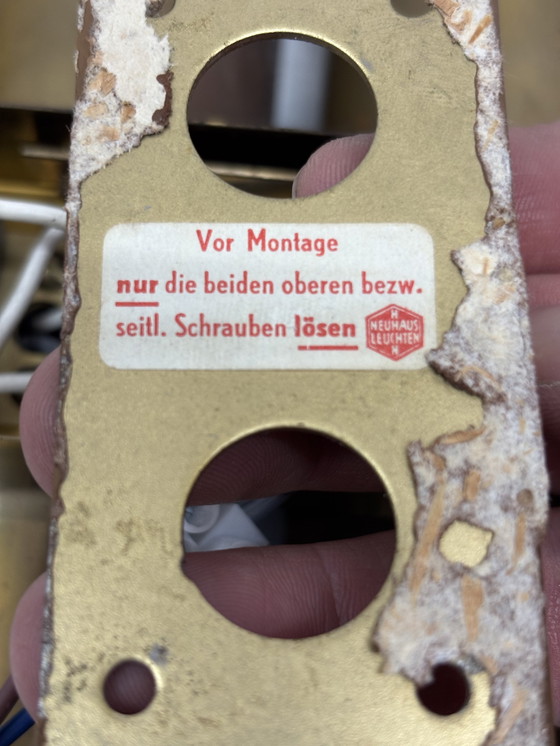 Vor Montage
nur die beiden oberen bezw.
seitl. Schrauben lösen
H
NEUHAUS
LEUCHTEN
N